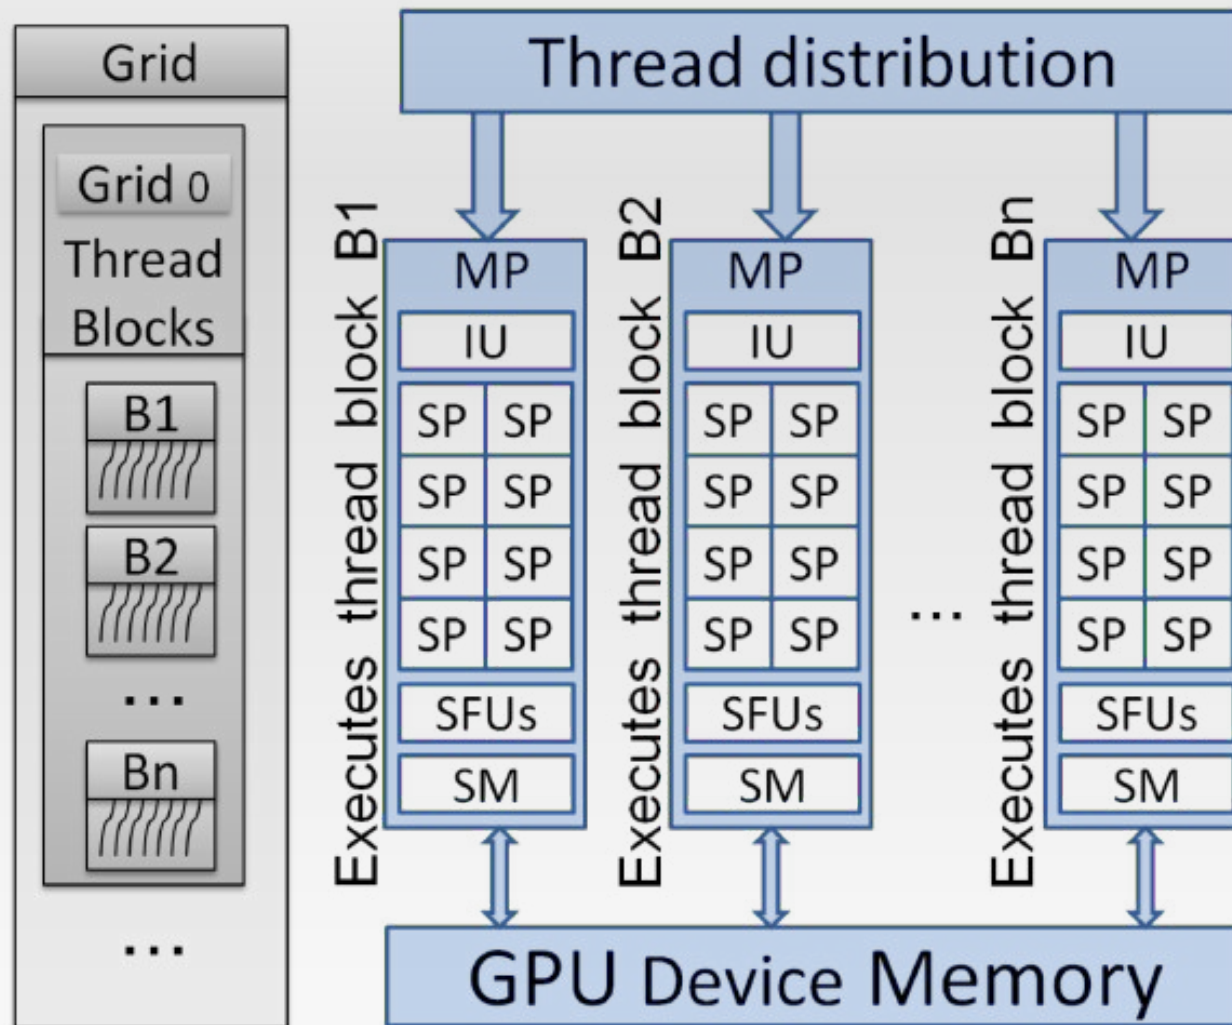 Grid
Grid 0
Thread
Blocks
B1
B2
...
Bn
...
Thread distribution
Executes thread block B1
MP
IU
SP SP
SP SP
SP SP
SP SP
SFUs
SM
Executes thread block B2
MP
IU
SP SP
SP SP
SP SP
SP SP
SFUs
SM
...
Executes thread block Bn
MP
IU
SP SP
SP SP
SP SP
SP SP
SFUs
SM
GPU Device Memory